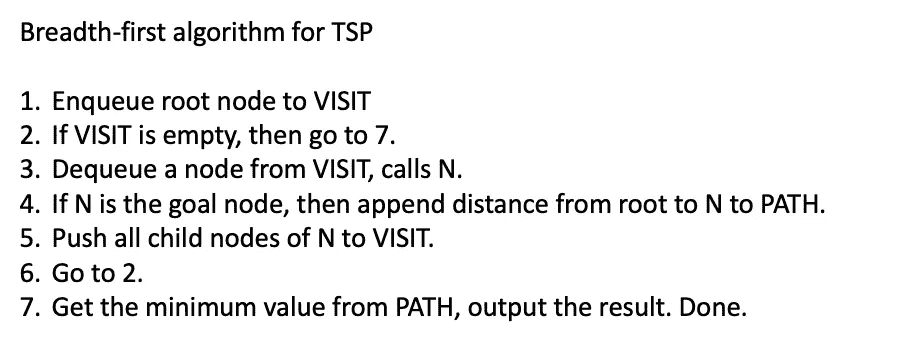 Breadth-first algorithm for TSP
1. Enqueue root node to VISIT
2. If VISIT is empty, then go to 7.
3. Dequeue a node from VISIT, calls N.
4. If N is the goal node, then append distance from root to N to PATH.
5. Push all child nodes of N to VISIT.
6. Go to 2.
7. Get the minimum value from PATH, output the result. Done.